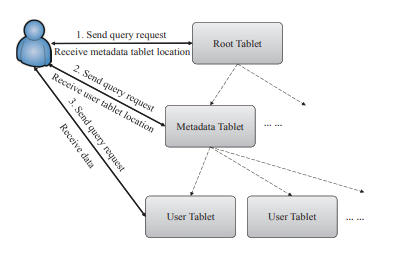 1. Send query request
Receive metadata tablet location
Root Tablet
2. Send query request
Receive user tablet location
Metadata Tablet
... ...
3. Send query request
Receive data
User Tablet
User Tablet
... ...